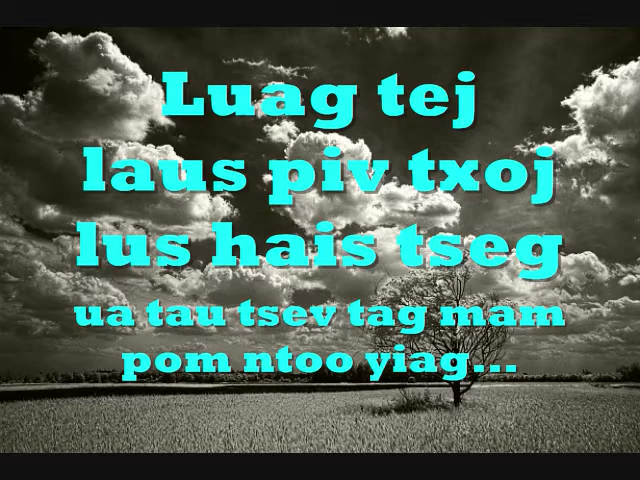 Luag tej
laus piv txoj
lus hais tseg
ua tau tsev tag mam
pom ntoo yiag...